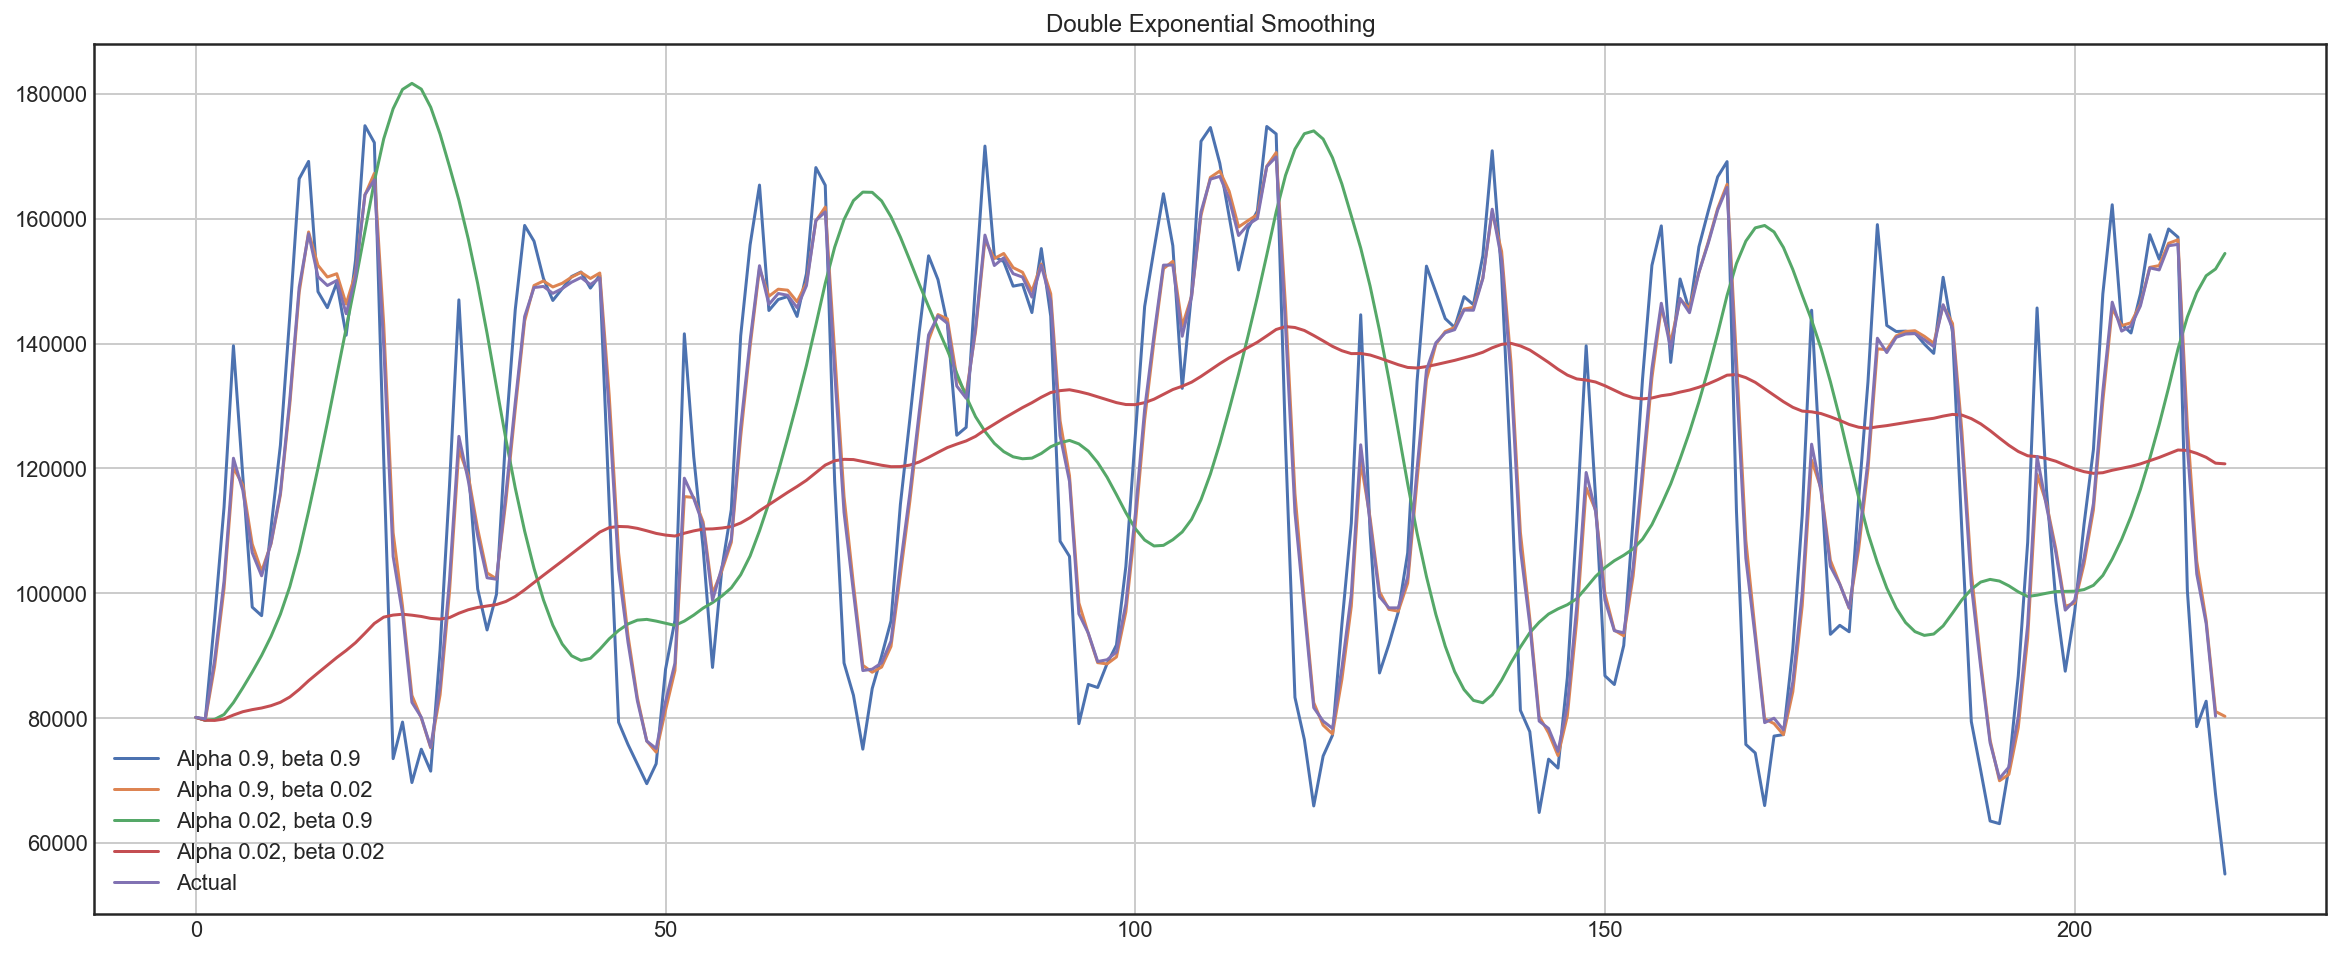 Double Exponential Smoothing
180000
160000
140000
120000
100000
80000
60000
Alpha 0.9, beta 0.9
Alpha 0.9, beta 0.02
Alpha 0.02, beta 0.9
Alpha 0.02, beta 0.02
Actual
0 50 100 150 200